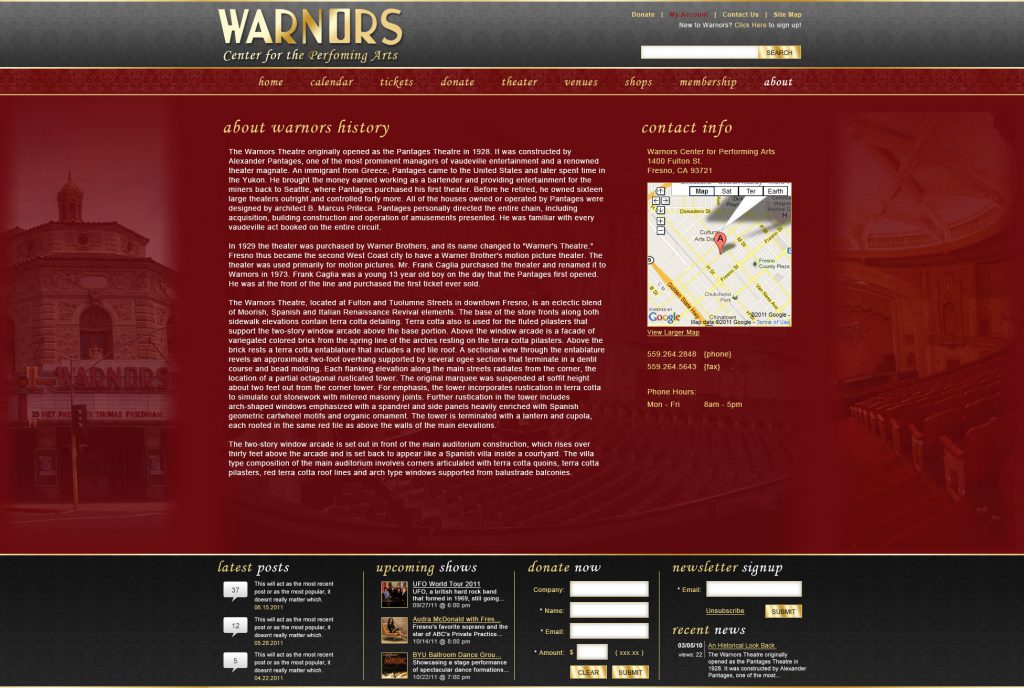 WARNORS
Center for the Perfoming Arts
Donate | My Account | Contact Us | Site Map
New to Warnors? Click Here to sign up!
SEARCH
home calendar tickets donate theater venues shops membership about
about warnors history
The Warnors Theatre originally opened as the Pantages Theatre in 1928. It was constructed by
Alexander Pantages, one of the most prominent managers of vaudeville entertainment and a renowned
theater magnate. An immigrant from Greece, Pantages came to the United States and later spent time in
the Yukon. He brought the money earned working as a bartender and providing entertainment for the
miners back to Seattle, where Pantages purchased his first theater. Before he retired, he owned sixteen
large theaters outright and controlled forty more. All of the houses owned or operated by Pantages were
designed by architect B. Marcus Priteca. Pantages personally directed the entire chain, including
acquisition, building construction and operation of amusements presented. He was familiar with every
vaudeville act booked on the entire circuit.
In 1929 the theater was purchased by Warner Brothers, and its name changed to "Warner's Theatre."
Fresno thus became the second West Coast city to have a Warner Brother's motion picture theater. The
theater was used primarily for motion pictures. Mr. Frank Caglia purchased the theater and renamed it to
Warnors in 1973. Frank Caglia was a young 13 year old boy on the day that the Pantages first opened.
He was at the front of the line and purchased the first ticket ever sold.
The Warnors Theatre, located at Fulton and Tuolumne Streets in downtown Fresno, is an eclectic blend
of Moorish, Spanish and Italian Renaissance Revival elements. The base of the store fronts along both
sidewalk elevations contain terra cotta detailing. Terra cotta also is used for the fluted pilasters that
support the two-story window arcade above the base portion. Above the window arcade is a facade of
variegated colored brick from the spring line of the arches resting on the terra cotta pilasters. Above the
brick rests a terra cotta entablature that includes a red tile roof. A sectional view through the entablature
revels an approximate two-foot overhang supported by several ogee sections that terminate in a dentil
course and bead molding. Each flanking elevation along the main streets radiates from the corner, the
location of a partial octagonal rusticated tower. The original marquee was suspended at soffit height
about two feet out from the corner tower. For emphasis, the tower incorporates rustication in terra cotta
to simulate cut stonework with mitered masonry joints. Further rustication in the tower includes
arch-shaped windows emphasized with a spandrel and side panels heavily enriched with Spanish
geometric cartwheel motifs and organic ornament. The tower is terminated with a lantern and cupola,
each roofed in the same red tile as above the walls of the main elevations.
The two-story window arcade is set out in front of the main auditorium construction, which rises over
thirty feet above the arcade and is set back to appear like a Spanish villa inside a courtyard. The villa
type composition of the main auditorium involves corners articulated with terra cotta quoins, terra cotta
pilasters, red terra cotta roof lines and arch type windows supported from balustrade balconies.
contact info
Warnors Center for Performing Arts
1400 Fulton St.
Fresno, CA 93721
Map Sat Ter Earth
Divisadero St
Cultural
Arts Di
A
Fresno
County Plaza
Chukchansi
Park
Golden State Hwy
Chinatown
Google
Map data ©2011 Google - Terms of Use
View Larger Map
559.264.2848 {phone}
559.264.5643 {fax}
Phone Hours:
Mon - Fri 8am - 5pm
WARNORS
25 MET PRESENTS THOMAS FRIEDMAN
latest posts
37
This will act as the most recent
post or as the most popular, it
doesnt really matter which.
06.15.2011
12
This will act as the most recent
post or as the most popular, it
doesnt really matter which.
05.28.2011
5
This will act as the most recent
post or as the most popular, it
doesnt really matter which.
04.22.2011
upcoming shows
UFO World Tour 2011
UFO, a british hard rock band
that formed in 1969, still going...
09/27/11 @ 6:00 pm
Audra McDonald with Fres...
Fresno's favorite soprano and the
star of ABC's Private Practice...
10/14/11 @ 8:00 pm
BYU Ballroom Dance Grou...
Showcasing a stage performance
of spectacular dance formations...
10/22/11 @ 7:00 pm
donate now
Company:
* Name:
* Email:
* Amount: $ ( xxx.xx )
CLEAR SUBMIT
newsletter signup
* Email:
Unsubscribe SUBMIT
recent news
03/05/10 An Historical Look Back
views: 22 The Warnors Theatre originally
opened as the Pantages Theatre in
1928. It was constructed by Alexander
Pantages, one of the most...